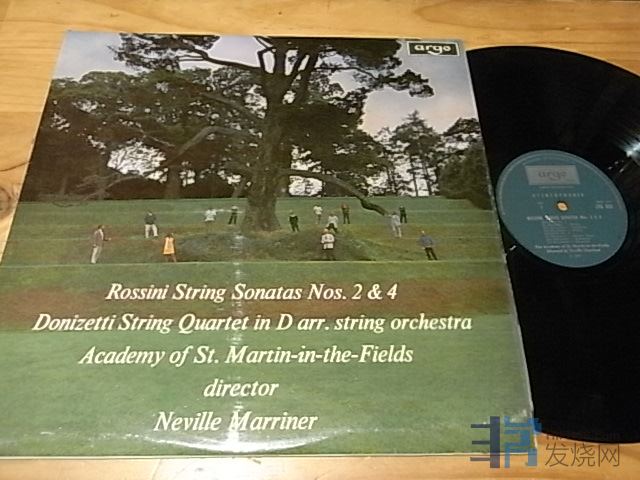 argo
Rossini String Sonatas Nos. 2 & 4
Donizetti String Quartet in D arr. string orchestra
Academy of St. Martin-in-the-Fields
director
Neville Marriner
argo
STEREOPHONIC
发烧网